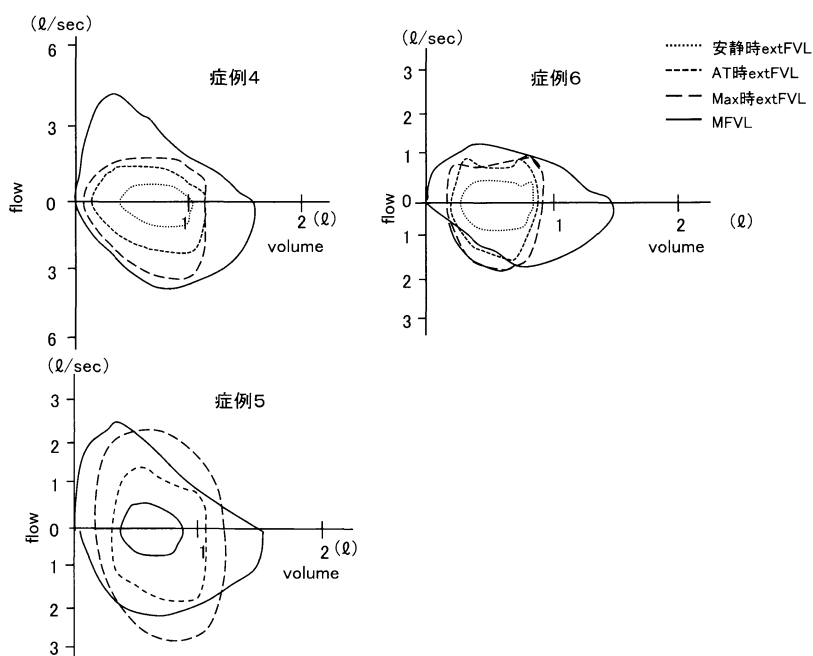 (ℓ/sec)
6
3
0
3
6
flow
症例4
1
2 (ℓ)
volume
(ℓ/sec)
3
2
1
0
1
2
3
flow
症例6
1
2
(ℓ)
volume
安静時extFVL
AT時extFVL
Max時extFVL
MFVL
(ℓ/sec)
3
2
1
0
1
2
3
flow
症例5
1
2 (ℓ)
volume